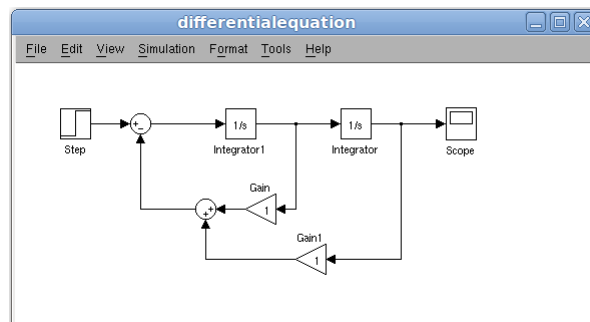 differentialequation
File Edit View Simulation Format Tools Help
+ −
1/s
1/s
Step
Integrator1
Integrator
Scope
Gain
+
+
1
Gain1
1